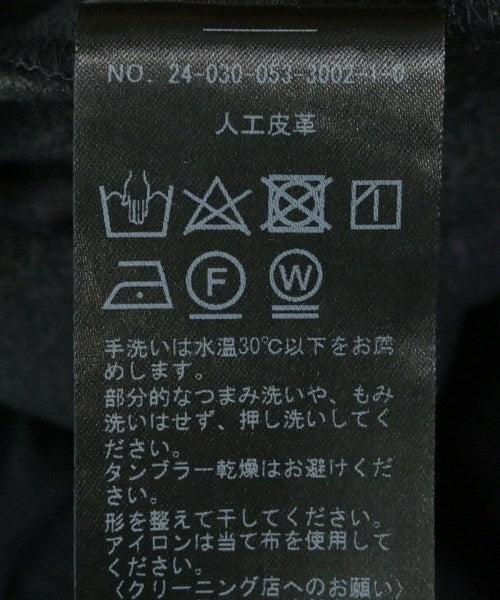 NO. 24-030-053-3002-1-0
人工皮革
F W
手洗いは水温30℃以下をお薦
めします。
部分的なつまみ洗いや、もみ
洗いはせず、押し洗いしてく
ださい。
タンブラー乾燥はお避けくだ
さい。
形を整えて干してください。
アイロンは当て布を使用して
ください。
〈クリーニング店へのお願い〉